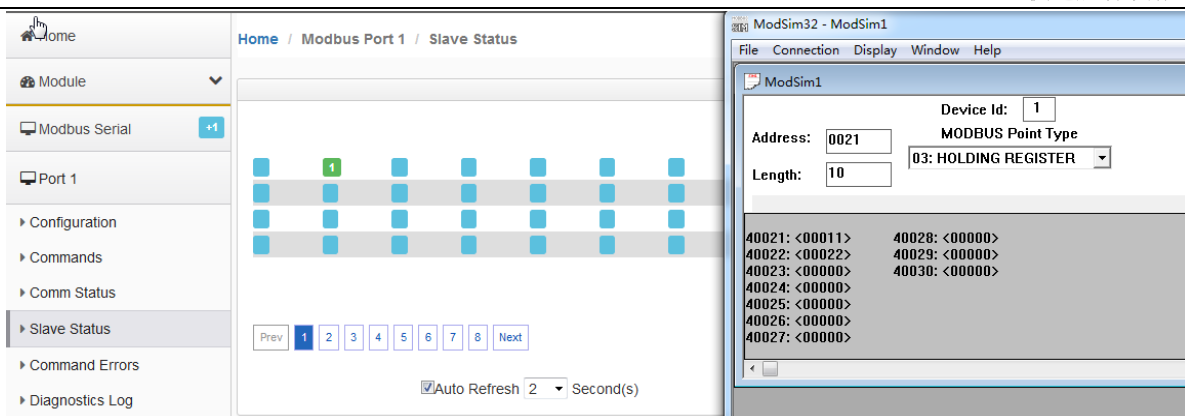 Home
Module
Modbus Serial +1
Port 1
Configuration
Commands
Comm Status
Slave Status
Command Errors
Diagnostics Log
Home / Modbus Port 1 / Slave Status
1
Prev 1 2 3 4 5 6 7 8 Next
Auto Refresh 2 Second(s)
ModSim32 - ModSim1
File Connection Display Window Help
ModSim1
Device Id: 1
Address: 0021
MODBUS Point Type
03: HOLDING REGISTER
Length: 10
40021: <00011> 40028: <00000>
40022: <00022> 40029: <00000>
40023: <00000> 40030: <00000>
40024: <00000>
40025: <00000>
40026: <00000>
40027: <00000>